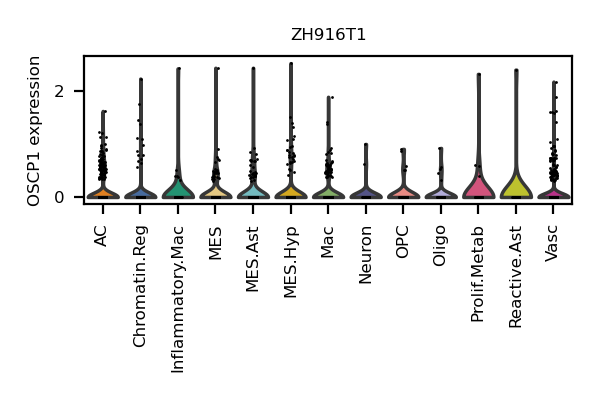 ZH916T1
OSCP1 expression
2
0
AC
Chromatin.Reg
Inflammatory.Mac
MES
MES.Ast
MES.Hyp
Mac
Neuron
OPC
Oligo
Prolif.Metab
Reactive.Ast
Vasc